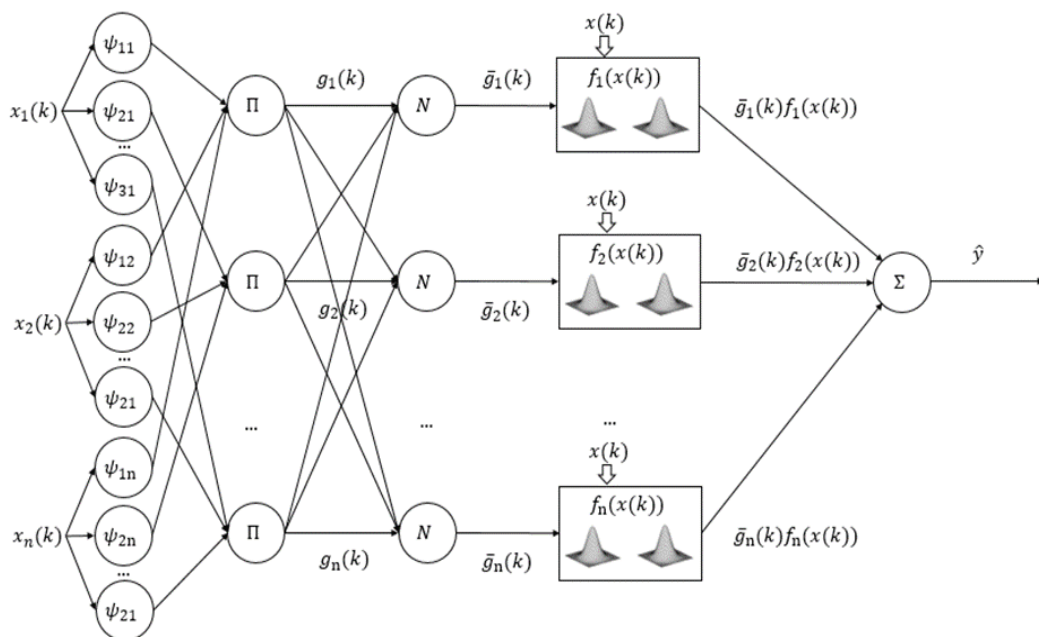 x₁(k)
ψ₁₁
ψ₂₁
...
ψ₃₁
x₂(k)
ψ₁₂
ψ₂₂
...
ψ₂₁
xₙ(k)
ψ₁ₙ
ψ₂ₙ
...
ψ₂₁
Π
Π
...
Π
g₁(k)
g₂(k)
gₙ(k)
N
N
...
N
ḡ₁(k)
ḡ₂(k)
ḡₙ(k)
x(k)
f₁(x(k))
x(k)
f₂(x(k))
...
x(k)
fₙ(x(k))
ḡ₁(k)f₁(x(k))
ḡ₂(k)f₂(x(k))
ḡₙ(k)fₙ(x(k))
Σ
ŷ